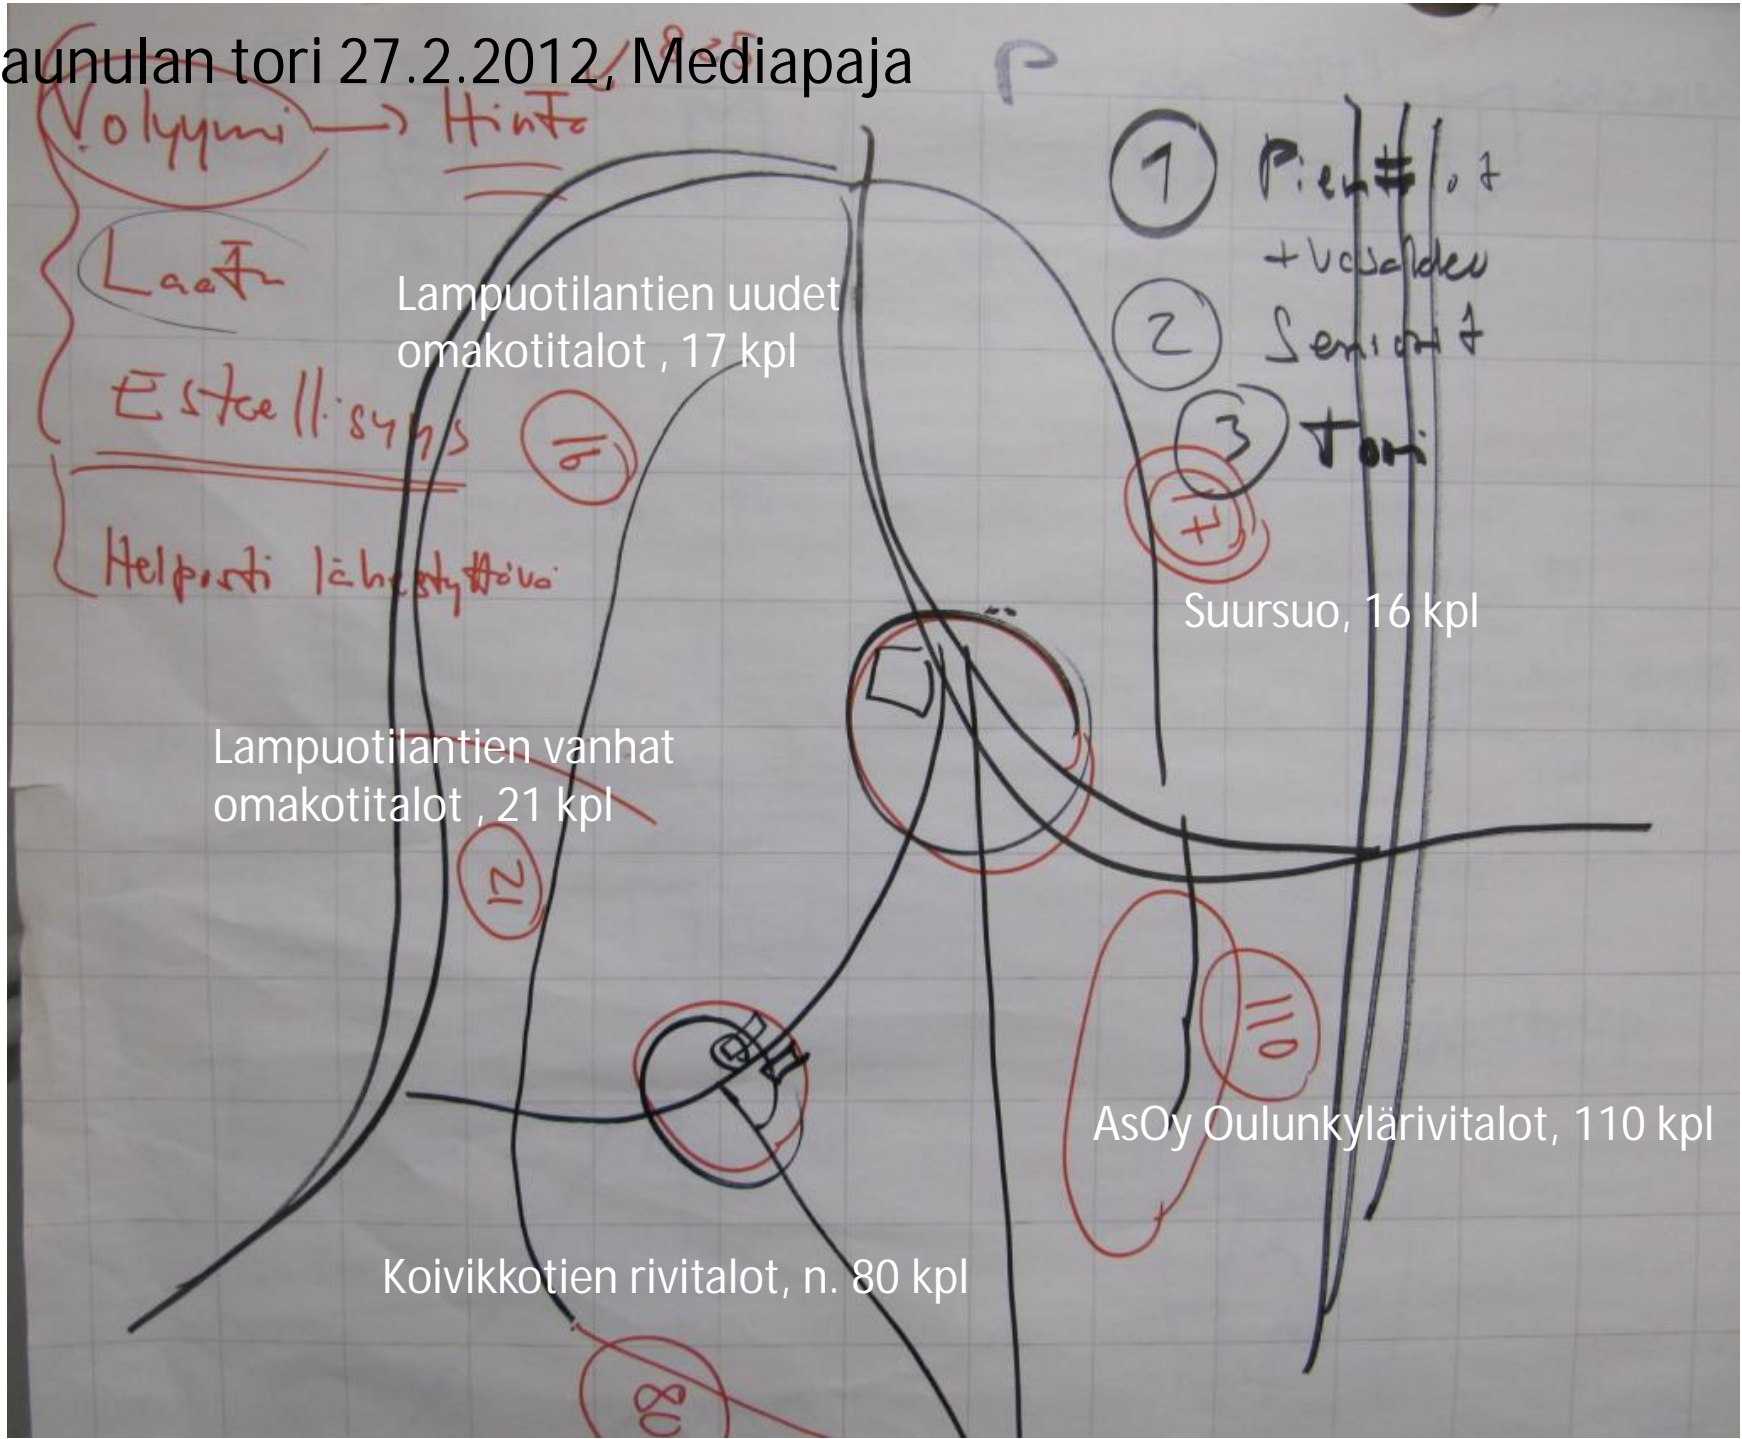 aunulan tori 27.2.2012, Mediapaja
P
Volyymi → Hinta
Laatu
Esteellisyys
Helposti lähestyttävä
1 Pientalot
2 Seniorit
3 Tori
Lampuotilantien uudet
omakotitalot , 17 kpl
17
Suursuo, 16 kpl
Lampuotilantien vanhat
omakotitalot , 21 kpl
21
110
AsOy Oulunkylärivitalot, 110 kpl
Koivikkotien rivitalot, n. 80 kpl
80